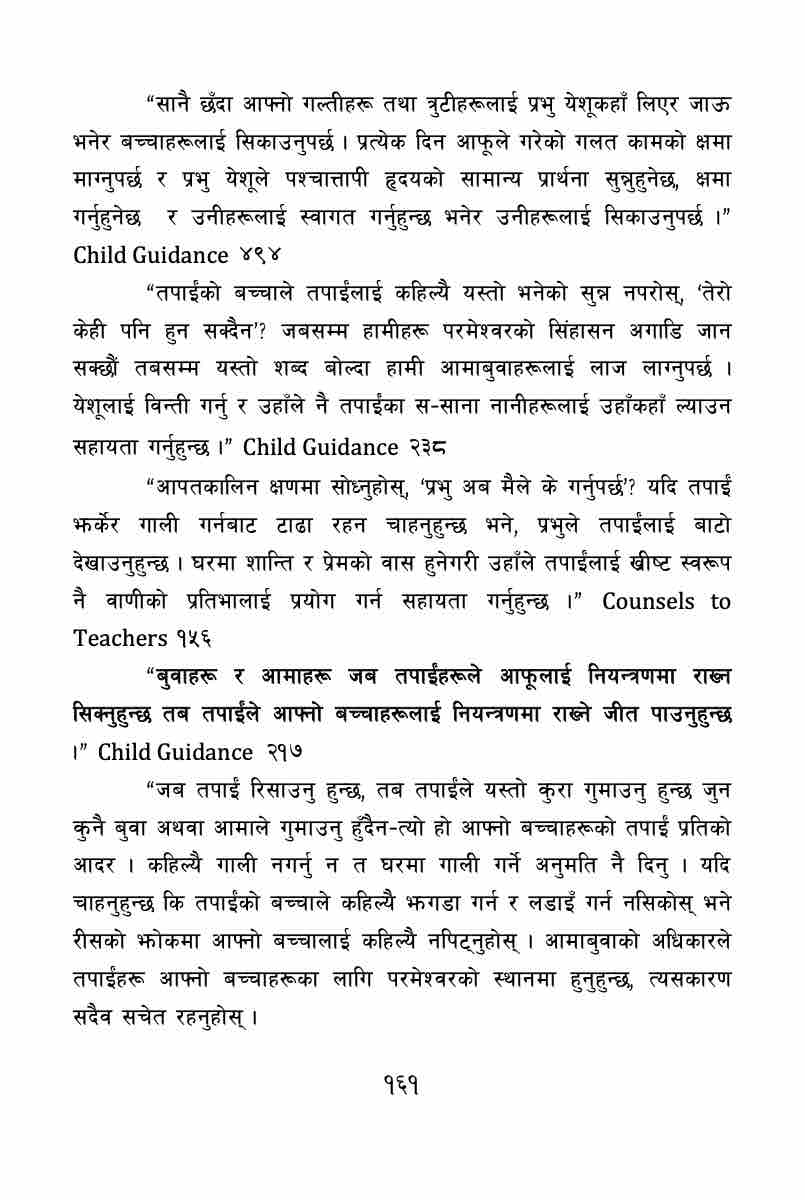 “सानै छँदा आफ्नो गल्तीहरू तथा त्रुटीहरूलाई प्रभु येशूकहाँ लिएर जाऊ
भनेर बच्चाहरूलाई सिकाउनुपर्छ । प्रत्येक दिन आफूले गरेको गलत कामको क्षमा
माग्नुपर्छ र प्रभु येशूले पश्चात्तापी हृदयको सामान्य प्रार्थना सुन्नुहुनेछ, क्षमा
गर्नुहुनेछ र उनीहरूलाई स्वागत गर्नुहुन्छ भनेर उनीहरूलाई सिकाउनुपर्छ ।”
Child Guidance ४९४
“तपाईंको बच्चाले तपाईंलाई कहिल्यै यस्तो भनेको सुन्न नपरोस्, ‘तेरो
केही पनि हुन सक्दैन’? जबसम्म हामीहरू परमेश्वरको सिंहासन अगाडि जान
सक्छौं तबसम्म यस्तो शब्द बोल्दा हामी आमाबुवाहरूलाई लाज लाग्नुपर्छ ।
येशूलाई विन्ती गर्नु र उहाँले नै तपाईंका स-साना नानीहरूलाई उहाँकहाँ ल्याउन
सहायता गर्नुहुन्छ ।” Child Guidance २३८
“आपतकालिन क्षणमा सोध्नुहोस्, ‘प्रभु अब मैले के गर्नुपर्छ’? यदि तपाईं
झर्केर गाली गर्नबाट टाढा रहन चाहनुहुन्छ भने, प्रभुले तपाईंलाई बाटो
देखाउनुहुन्छ । घरमा शान्ति र प्रेमको वास हुनेगरी उहाँले तपाईंलाई ख्रीष्ट स्वरूप
नै वाणीको प्रतिभालाई प्रयोग गर्न सहायता गर्नुहुन्छ ।” Counsels to
Teachers १५६
“बुवाहरू र आमाहरू जब तपाईंहरूले आफूलाई नियन्त्रणमा राख्न
सिक्नुहुन्छ तब तपाईंले आफ्नो बच्चाहरूलाई नियन्त्रणमा राख्ने जीत पाउनुहुन्छ
।” Child Guidance २१७
“जब तपाईं रिसाउनु हुन्छ, तब तपाईंले यस्तो कुरा गुमाउनु हुन्छ जुन
कुनै बुवा अथवा आमाले गुमाउनु हुँदैन-त्यो हो आफ्नो बच्चाहरूको तपाईं प्रतिको
आदर । कहिल्यै गाली नगर्नु न त घरमा गाली गर्ने अनुमति नै दिनु । यदि
चाहनुहुन्छ कि तपाईंको बच्चाले कहिल्यै झगडा गर्न र लडाइँ गर्न नसिकोस् भने
रीसको झोकमा आफ्नो बच्चालाई कहिल्यै नपिट्नुहोस् । आमाबुवाको अधिकारले
तपाईंहरू आफ्नो बच्चाहरूका लागि परमेश्वरको स्थानमा हुनुहुन्छ, त्यसकारण
सदैव सचेत रहनुहोस् ।
१६१